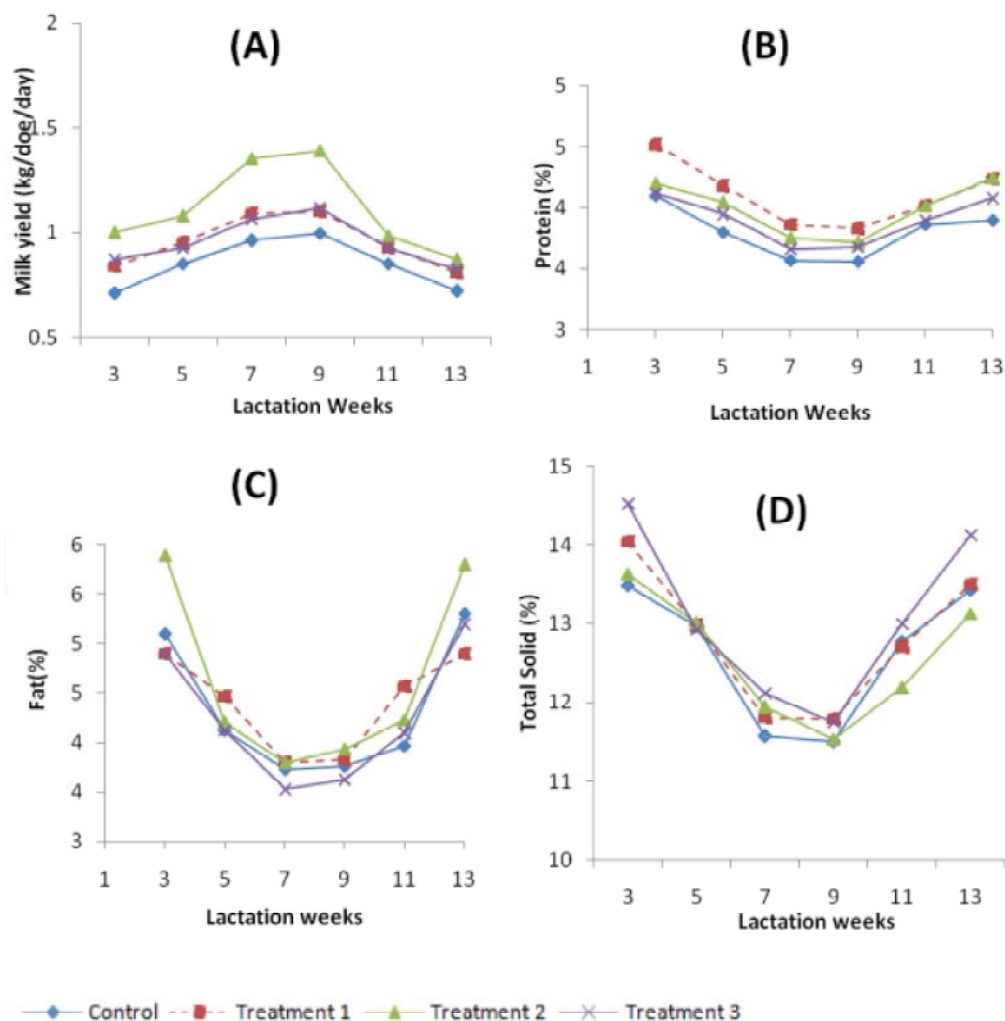 (A)
2
1.5
1
0.5
Milk yield (kg/doe/day)
3 5 7 9 11 13
Lactation Weeks
(B)
5
5
4
4
3
Protein (%)
1 3 5 7 9 11 13
Lactation Weeks
(C)
6
6
5
5
4
4
3
Fat(%)
1 3 5 7 9 11 13
Lactation weeks
(D)
15
14
13
12
11
10
Total Solid (%)
3 5 7 9 11 13
Lactation weeks
Control Treatment 1 Treatment 2 Treatment 3